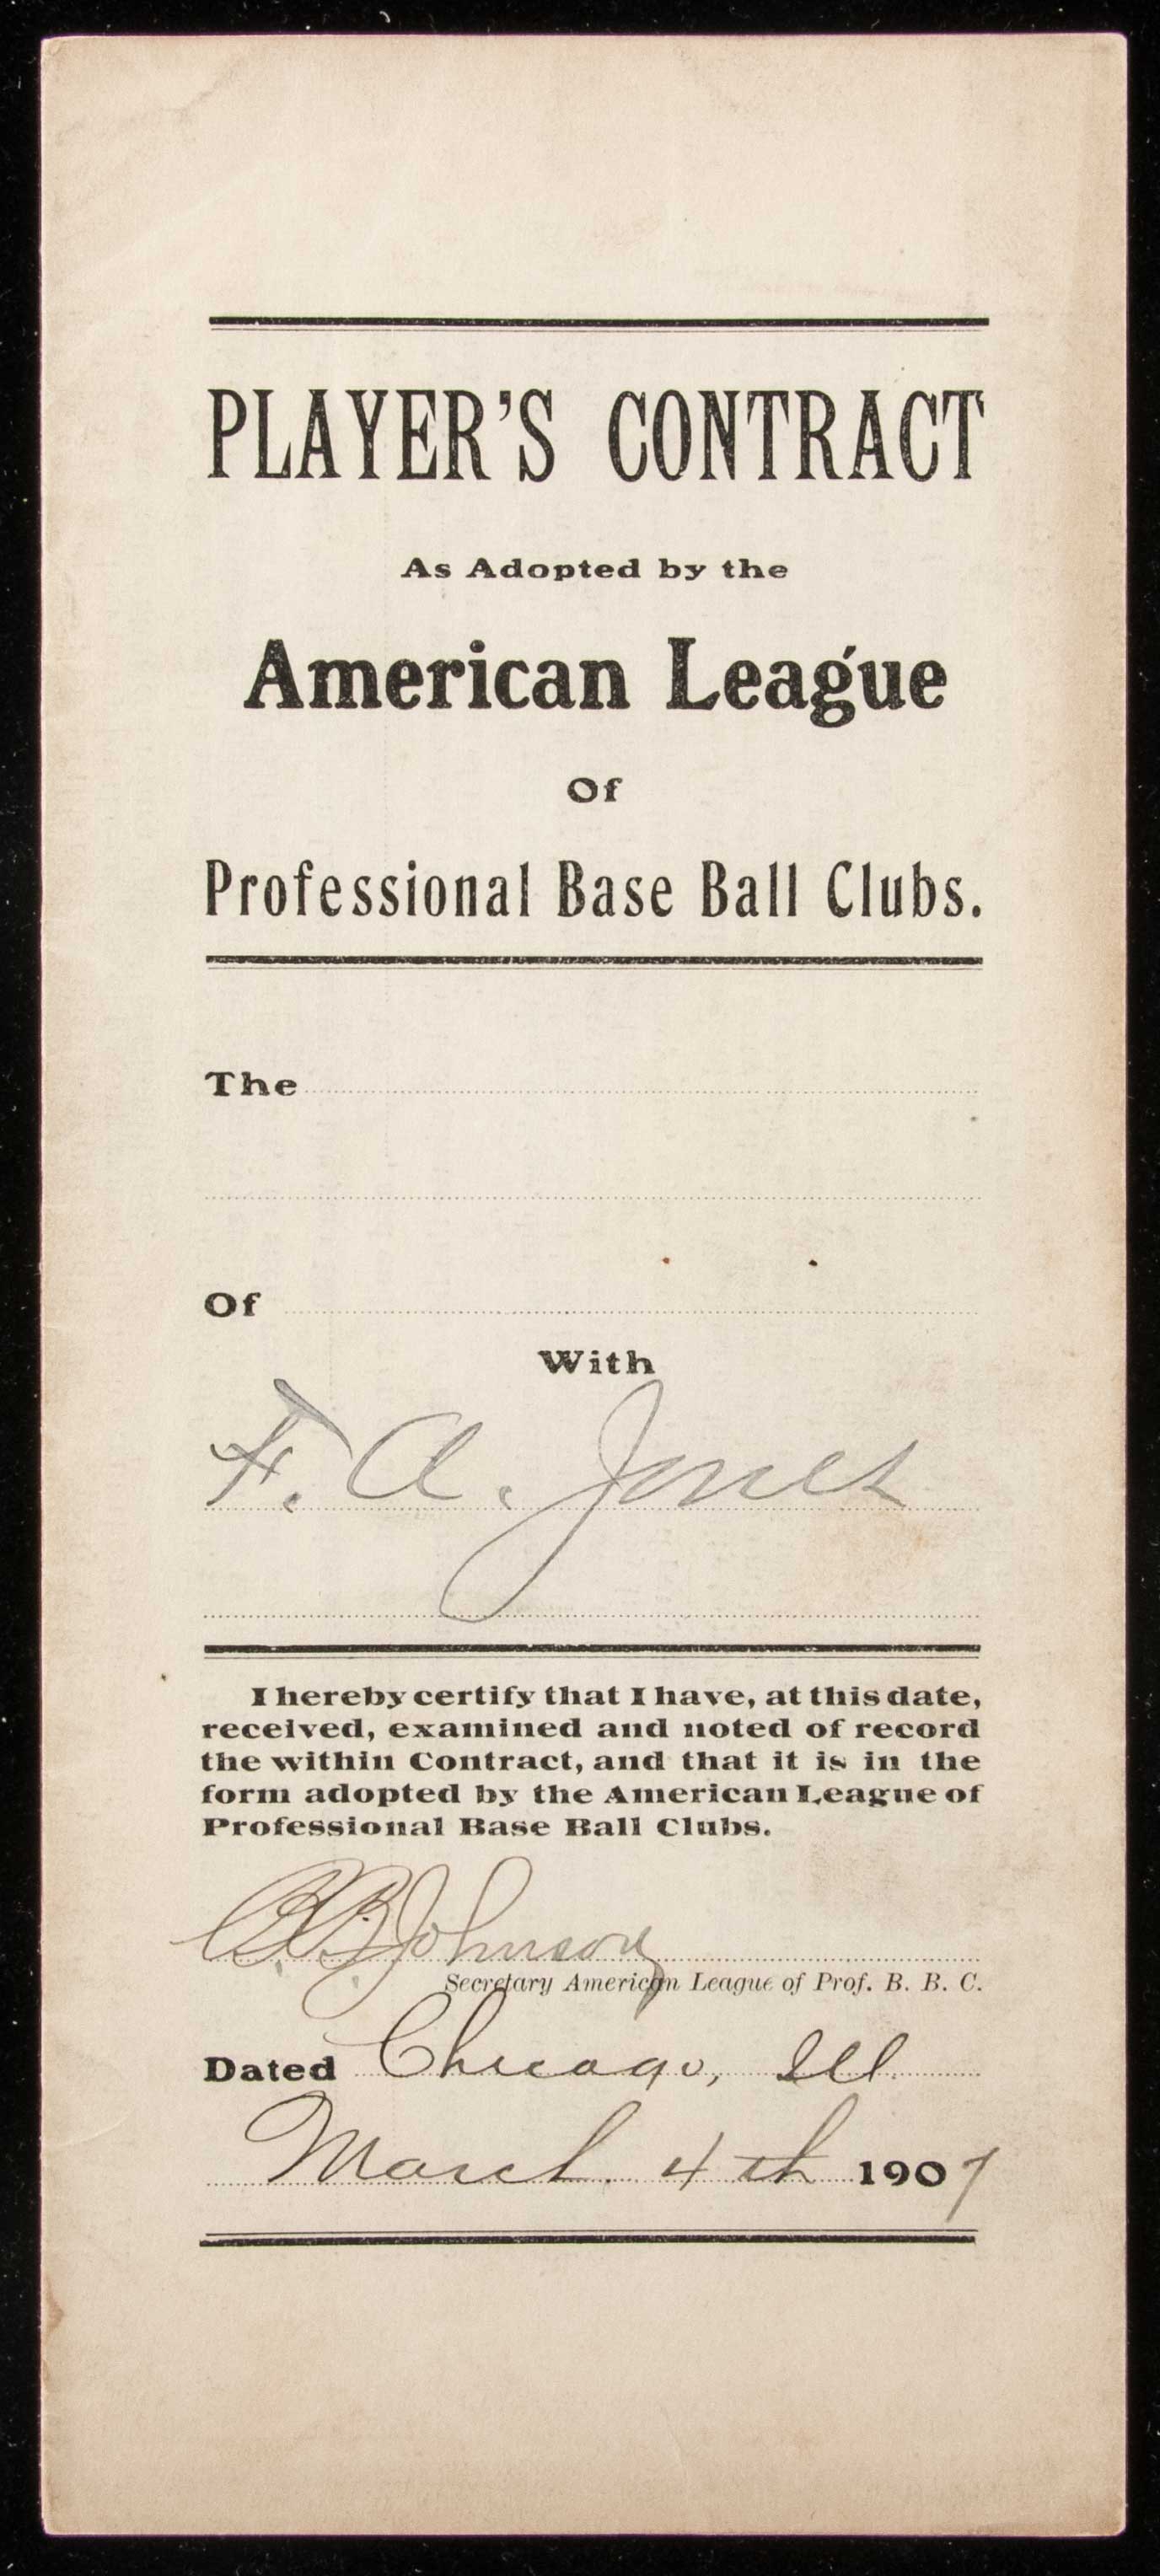 PLAYER'S CONTRACT
As Adopted by the
American League
Of
Professional Base Ball Clubs.
The
Of
With
F. A. Jones
I hereby certify that I have, at this date,
received, examined and noted of record
the within Contract, and that it is in the
form adopted by the American League of
Professional Base Ball Clubs.
B.B. Johnson
Secretary American League of Prof. B. B. C.
Dated Chicago, Ill.
March 4th 1907